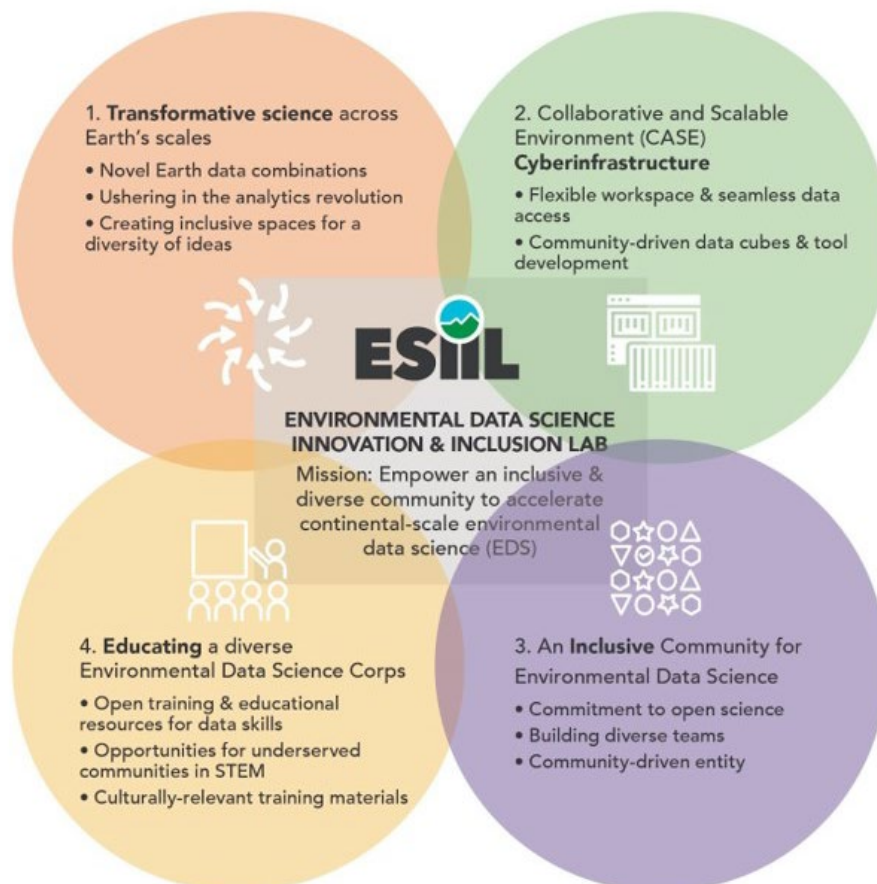 1. Transformative science across
Earth's scales
• Novel Earth data combinations
• Ushering in the analytics revolution
• Creating inclusive spaces for a
diversity of ideas
2. Collaborative and Scalable
Environment (CASE)
Cyberinfrastructure
• Flexible workspace & seamless data
access
• Community-driven data cubes & tool
development
ESIIL
ENVIRONMENTAL DATA SCIENCE
INNOVATION & INCLUSION LAB
Mission: Empower an inclusive &
diverse community to accelerate
continental-scale environmental
data science (EDS)
4. Educating a diverse
Environmental Data Science Corps
• Open training & educational
resources for data skills
• Opportunities for underserved
communities in STEM
• Culturally-relevant training materials
3. An Inclusive Community for
Environmental Data Science
• Commitment to open science
• Building diverse teams
• Community-driven entity